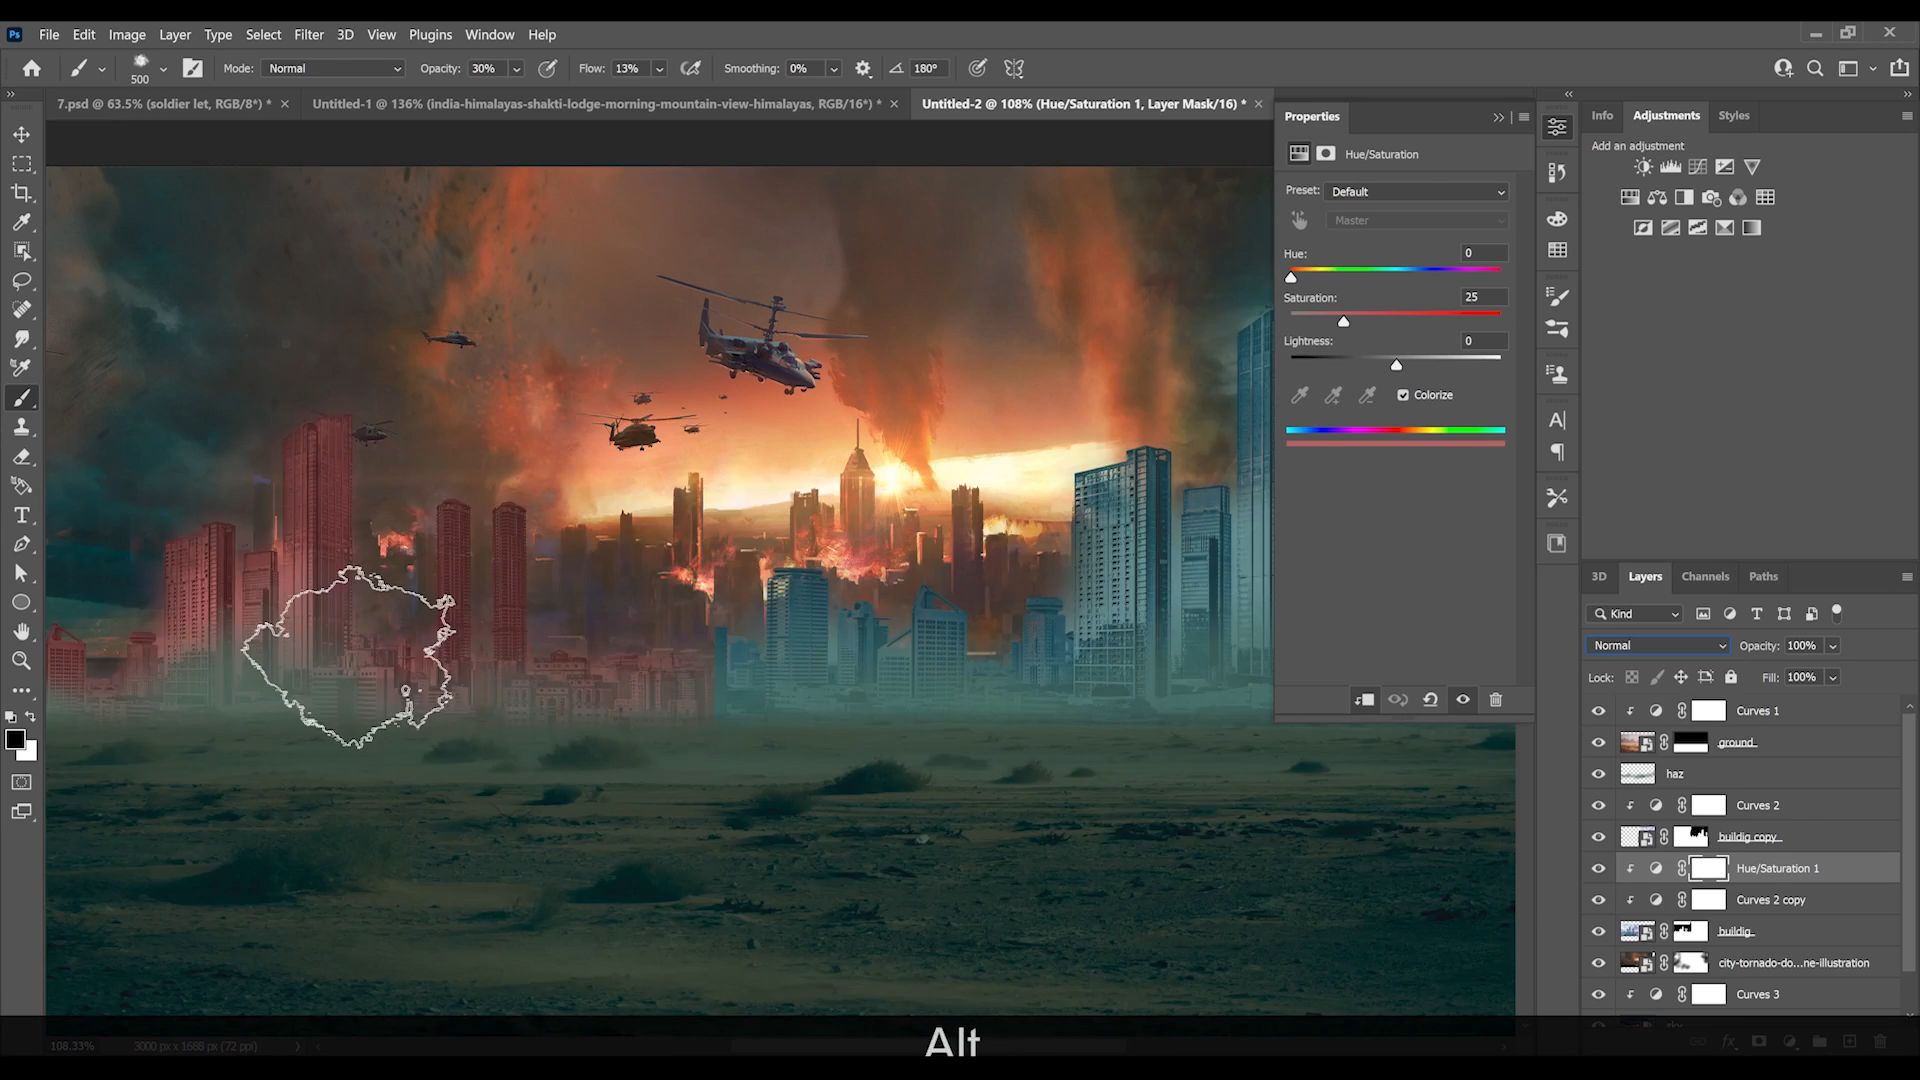 Ps File Edit Image Layer Type Select Filter 3D View Plugins Window Help
500 Mode: Normal Opacity: 30% Flow: 13% Smoothing: 0% 180°
7.psd @ 63.5% (soldier let, RGB/8*) * Untitled-1 @ 136% (india-himalayas-shakti-lodge-morning-mountain-view-himalayas, RGB/16*) * Untitled-2 @ 108% (Hue/Saturation 1, Layer Mask/16) *
Properties
Hue/Saturation
Preset: Default
Master
Hue: 0
Saturation: 25
Lightness: 0
Colorize
Info Adjustments Styles
Add an adjustment
3D Layers Channels Paths
Kind
Normal Opacity: 100%
Lock: Fill: 100%
Curves 1
ground
haz
Curves 2
buildig copy
Hue/Saturation 1
Curves 2 copy
buildig
city-tornado-do...ne-illustration
Curves 3
sky
108.33% 3000 px x 1688 px (72 ppi)
Alt